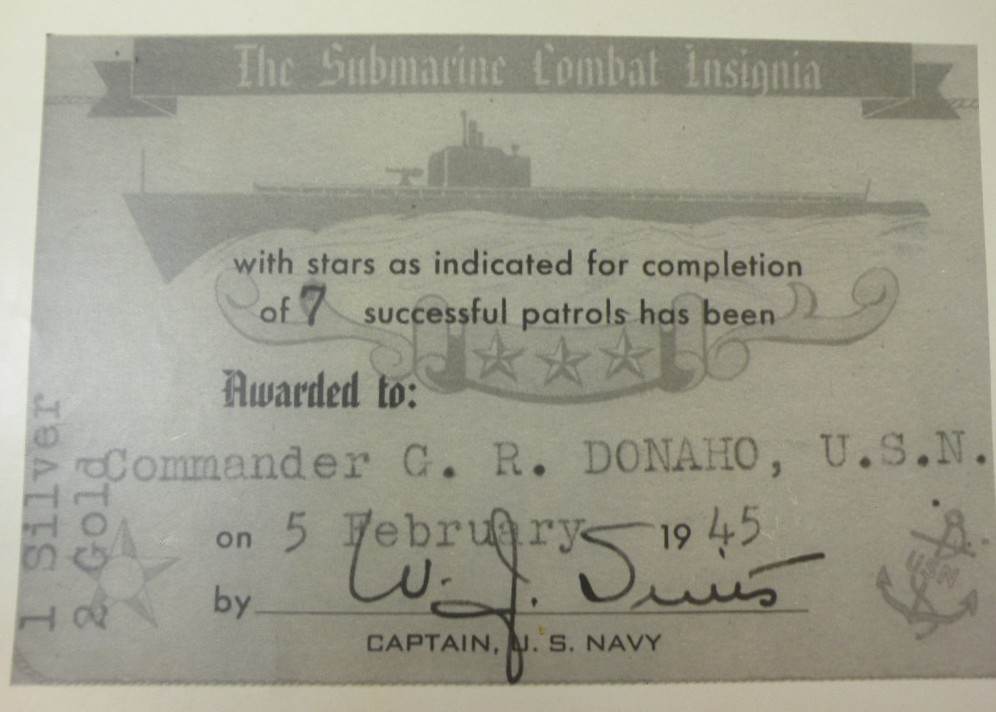 The Submarine Combat Insignia
with stars as indicated for completion
of 7 successful patrols has been
Awarded to:
Commander G. R. DONAHO, U.S.N.
on 5 February 1945
by W. J.
CAPTAIN, U. S. NAVY
1 Silver
2 Gold
USN